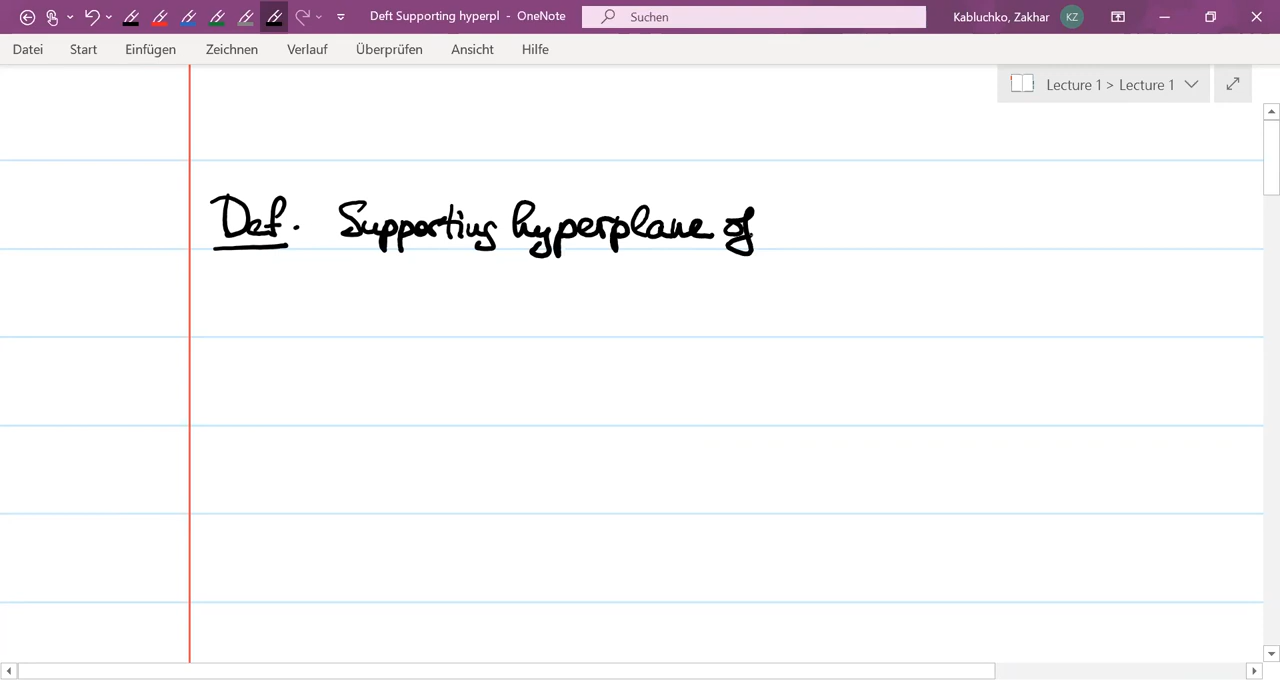 Deft Supporting hyperpl - OneNote
Suchen
Kabluchko, Zakhar
KZ
Datei Start Einfügen Zeichnen Verlauf Überprüfen Ansicht Hilfe
Lecture 1 > Lecture 1
Def. Supporting hyperplane of